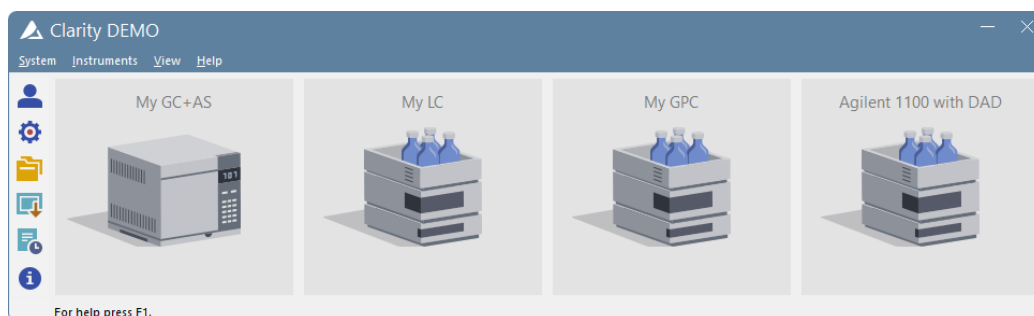 Clarity DEMO
System Instruments View Help
My GC+AS
My LC
My GPC
Agilent 1100 with DAD
107
i
For help press F1.